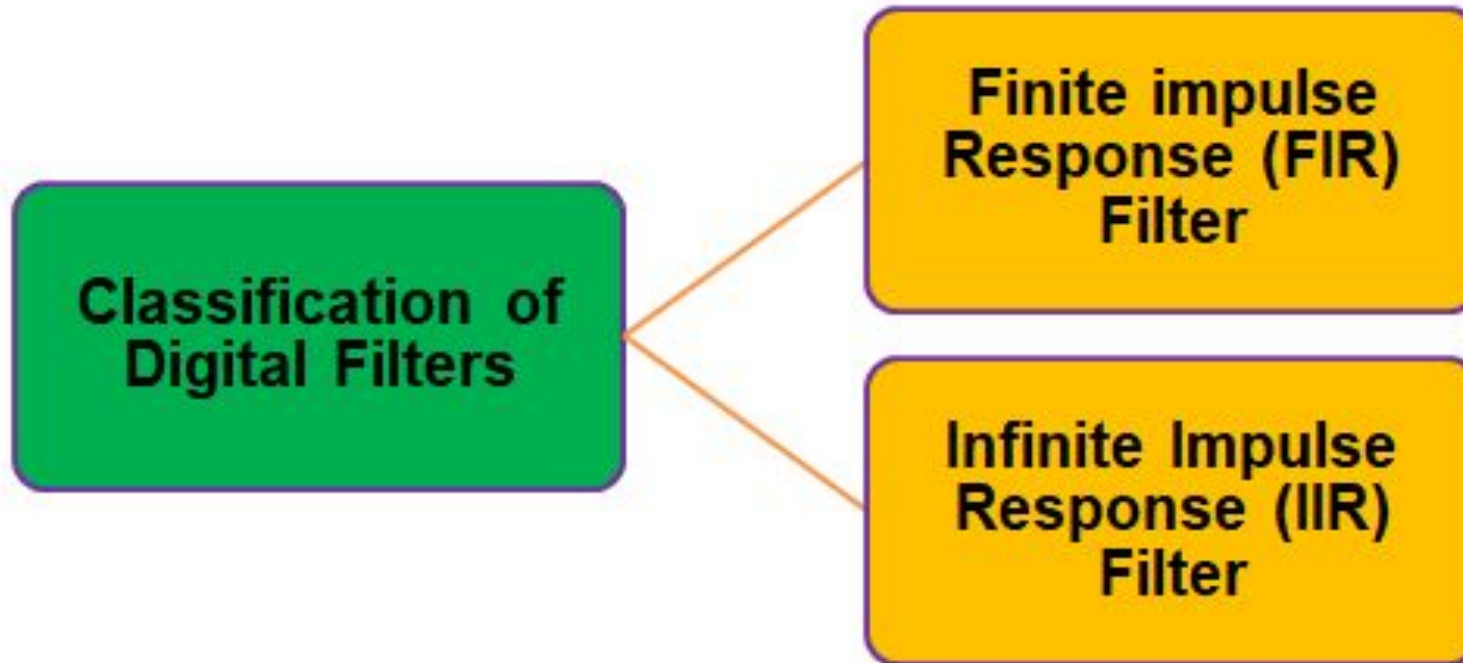 Classification of
Digital Filters
Finite impulse
Response (FIR)
Filter
Infinite Impulse
Response (IIR)
Filter